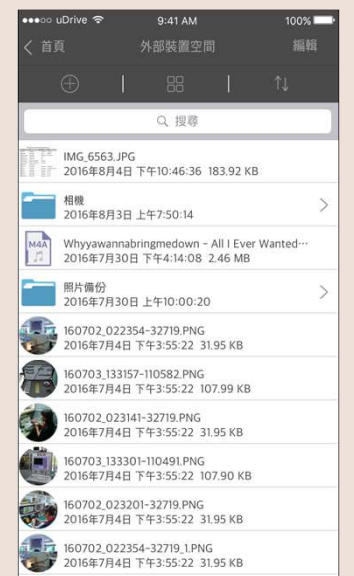 uDrive 9:41 AM 100%
首頁 外部裝置空間 編輯
搜尋
IMG_6563.JPG
2016年8月4日 下午10:46:36 183.92 KB
相機
2016年8月3日 上午7:50:14
M4A
Whyyawannabringmedown - All I Ever Wanted…
2016年7月30日 下午4:14:08 2.46 MB
照片備份
2016年7月30日 上午10:00:20
160702_022354-32719.PNG
2016年7月4日 下午3:55:22 31.95 KB
160703_133157-110582.PNG
2016年7月4日 下午3:55:22 107.99 KB
160702_023141-32719.PNG
2016年7月4日 下午3:55:22 31.95 KB
160703_133301-110491.PNG
2016年7月4日 下午3:55:22 107.90 KB
160702_023201-32719.PNG
2016年7月4日 下午3:55:22 31.95 KB
160702_022354-32719_1.PNG
2016年7月4日 下午3:55:22 31.95 KB